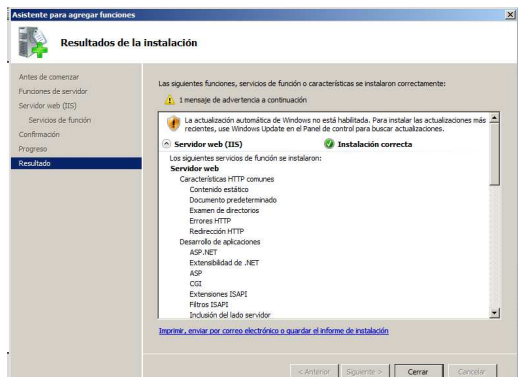 Asistente para agregar funciones
Resultados de la instalación
Antes de comenzar
Funciones de servidor
Servidor web (IIS)
Servicios de función
Confirmación
Progreso
Resultado
Las siguientes funciones, servicios de función o características se instalaron correctamente:
1 mensaje de advertencia a continuación
La actualización automática de Windows no está habilitada. Para instalar las actualizaciones más
recientes, use Windows Update en el Panel de control para buscar actualizaciones.
Servidor web (IIS) Instalación correcta
Los siguientes servicios de función se instalaron:
Servidor web
Características HTTP comunes
Contenido estático
Documento predeterminado
Examen de directorios
Errores HTTP
Redirección HTTP
Desarrollo de aplicaciones
ASP.NET
Extensibilidad de .NET
ASP
CGI
Extensiones ISAPI
Filtros ISAPI
Inclusión del lado servidor
Imprimir, enviar por correo electrónico o guardar el informe de instalación
< Anterior Siguiente > Cerrar Cancelar